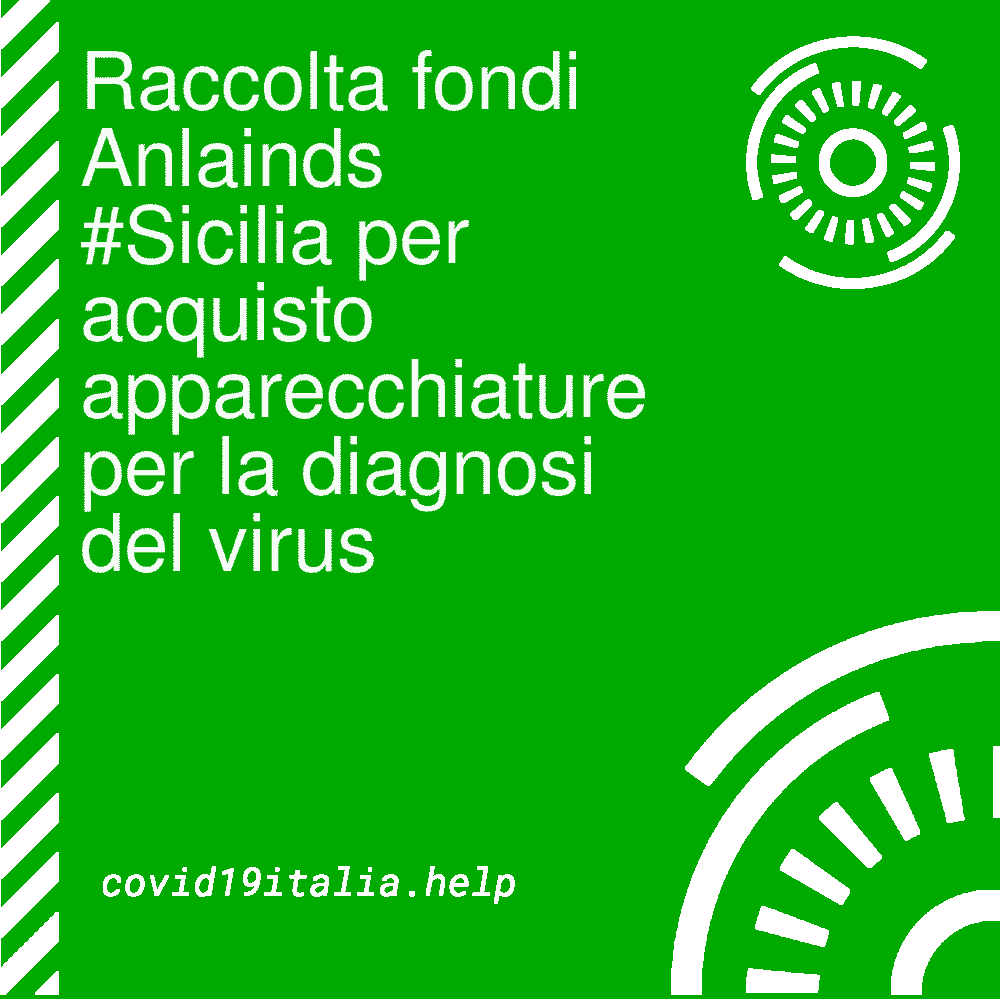 Raccolta fondi
Anlainds
#Sicilia per
acquisto
apparecchiature
per la diagnosi
del virus
covid19italia.help